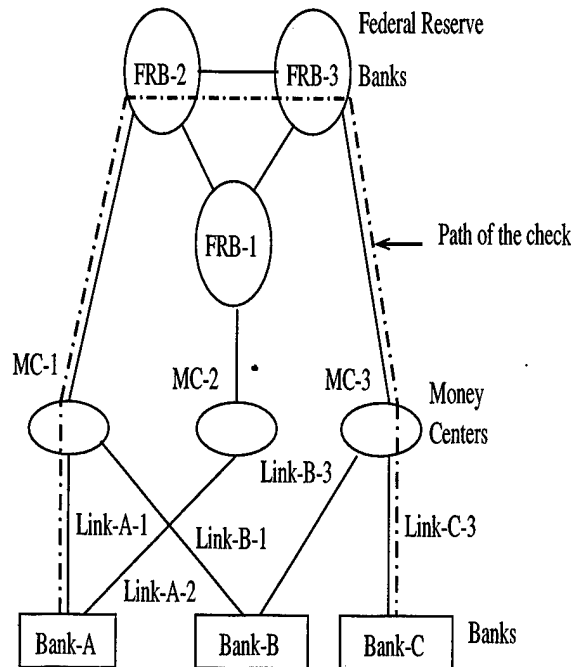 Federal Reserve
FRB-2
FRB-3
Banks
FRB-1
Path of the check
MC-1
MC-2
MC-3
Money
Centers
Link-B-3
Link-A-1
Link-B-1
Link-C-3
Link-A-2
Bank-A
Bank-B
Bank-C
Banks